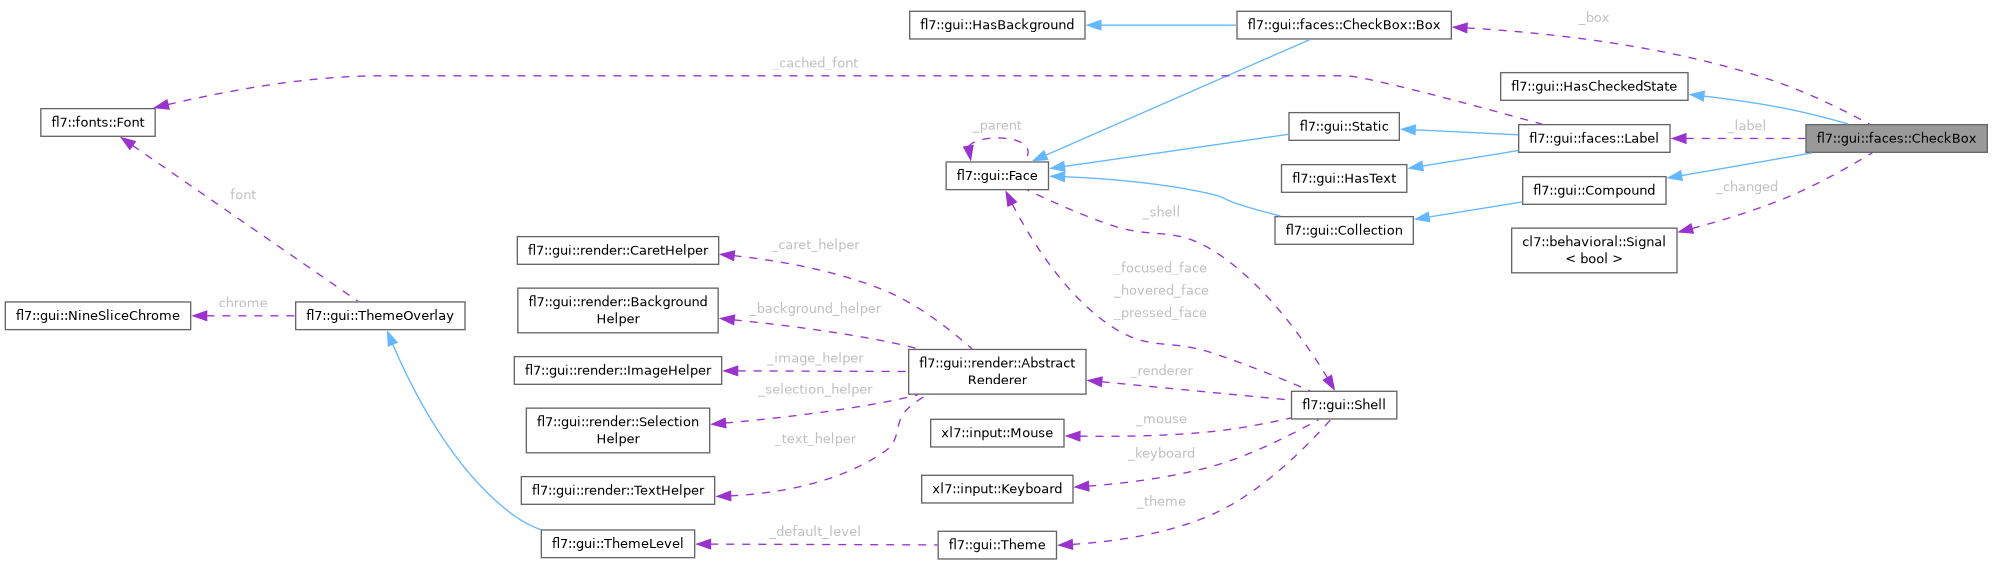 fl7::gui::HasBackground
fl7::gui::faces::CheckBox::Box
_box
_cached_font
fl7::gui::HasCheckedState
fl7::fonts::Font
_parent
fl7::gui::Static
fl7::gui::faces::Label
_label
fl7::gui::faces::CheckBox
fl7::gui::Face
fl7::gui::HasText
fl7::gui::Compound
_changed
font
_shell
fl7::gui::Collection
cl7::behavioral::Signal
< bool >
fl7::gui::render::CaretHelper
_caret_helper
_focused_face
_hovered_face
_pressed_face
fl7::gui::render::Background
Helper
_background_helper
fl7::gui::NineSliceChrome
chrome
fl7::gui::ThemeOverlay
fl7::gui::render::ImageHelper
_image_helper
fl7::gui::render::Abstract
Renderer
_renderer
_selection_helper
fl7::gui::Shell
fl7::gui::render::Selection
Helper
_text_helper
xl7::input::Mouse
_mouse
_keyboard
fl7::gui::render::TextHelper
xl7::input::Keyboard
_theme
fl7::gui::ThemeLevel
_default_level
fl7::gui::Theme